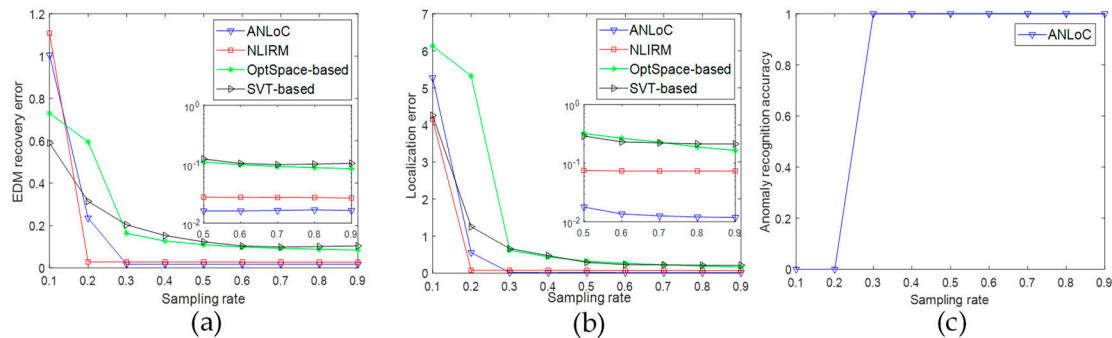 EDM recovery error
1.2
1
0.8
0.6
0.4
0.2
0
0.1 0.2 0.3 0.4 0.5 0.6 0.7 0.8 0.9
Sampling rate
ANLoC
NLIRM
OptSpace-based
SVT-based
10^0
10^-1
10^-2
0.5 0.6 0.7 0.8 0.9
(a)
Localization error
7
6
5
4
3
2
1
0
0.1 0.2 0.3 0.4 0.5 0.6 0.7 0.8 0.9
Sampling rate
ANLoC
NLIRM
OptSpace-based
SVT-based
10^0
10^-1
10^-2
0.5 0.6 0.7 0.8 0.9
(b)
Anomaly recognition accuracy
1
0.8
0.6
0.4
0.2
0
0.1 0.2 0.3 0.4 0.5 0.6 0.7 0.8 0.9
Sampling rate
ANLoC
(c)